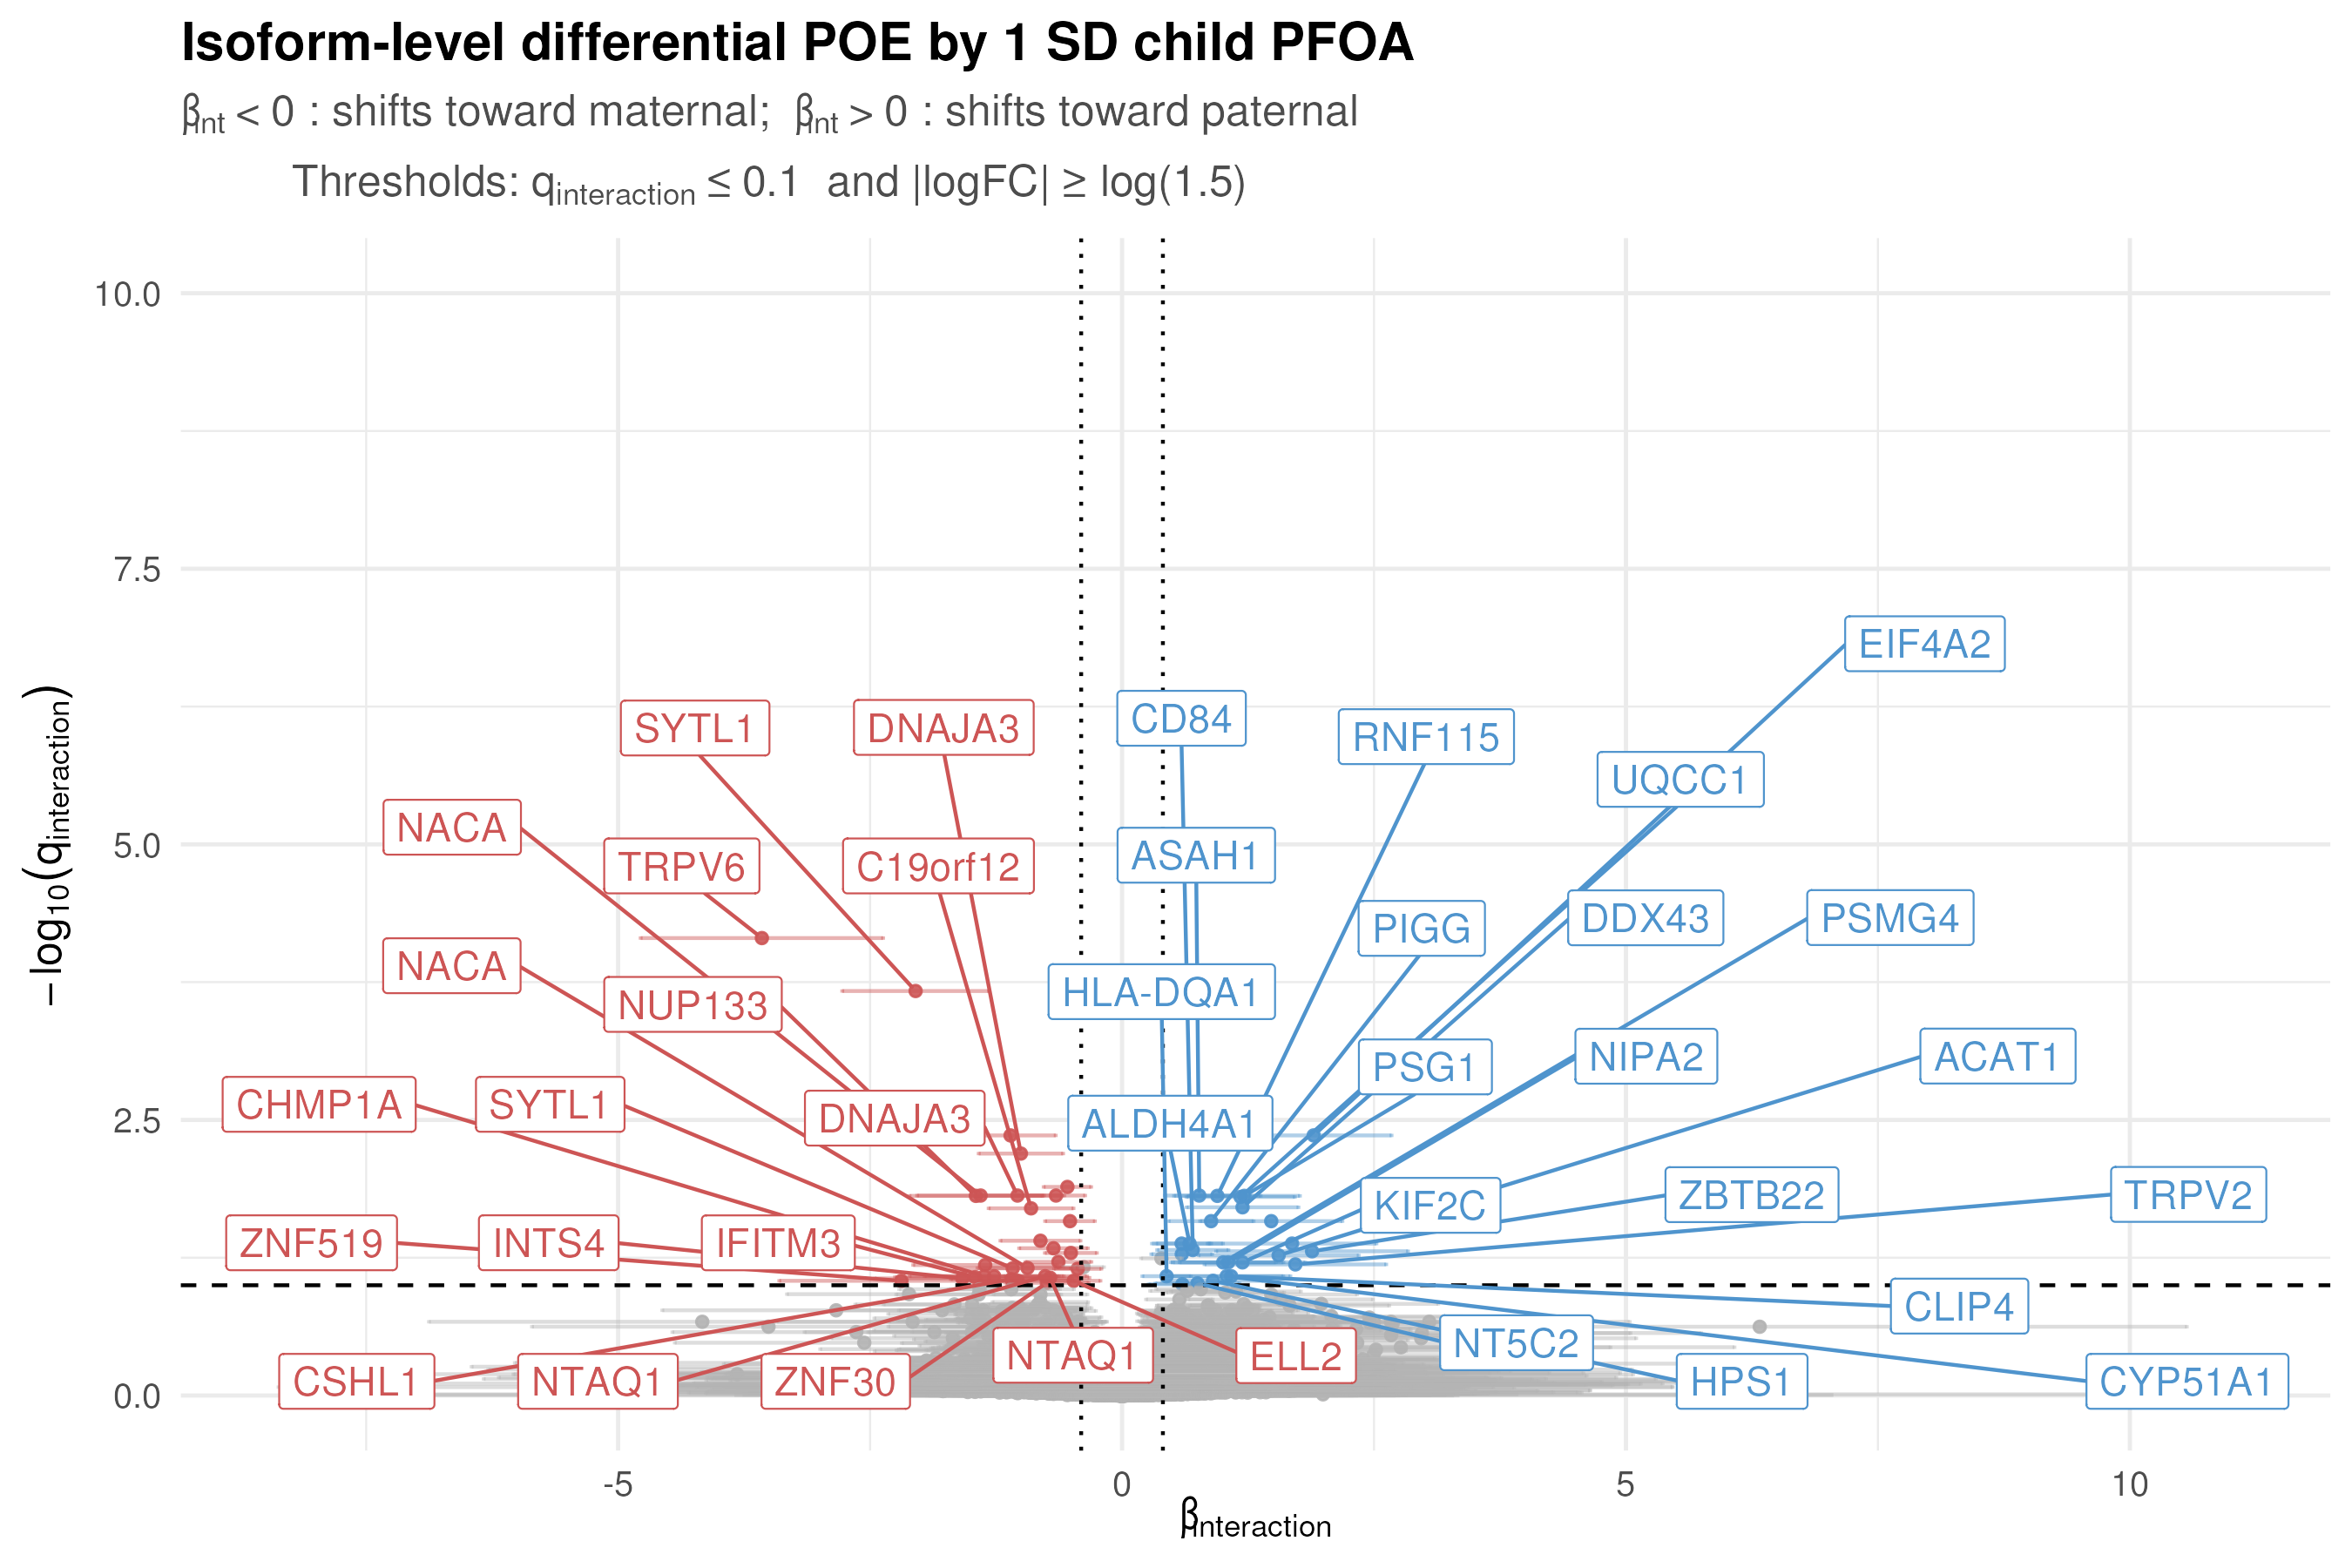 Isoform-level differential POE by 1 SD child PFOA
βint < 0 : shifts toward maternal; βint > 0 : shifts toward paternal
Thresholds: qinteraction ≤ 0.1 and |logFC| ≥ log(1.5)
10.0
7.5
5.0
2.5
0.0
−log10(qinteraction)
EIF4A2
CD84
SYTL1
DNAJA3
RNF115
UQCC1
NACA
TRPV6
C19orf12
ASAH1
PIGG
DDX43
PSMG4
NACA
NUP133
HLA-DQA1
PSG1
NIPA2
ACAT1
CHMP1A
SYTL1
DNAJA3
ALDH4A1
KIF2C
ZBTB22
TRPV2
ZNF519
INTS4
IFITM3
CLIP4
NTAQ1
ELL2
NT5C2
CSHL1
NTAQ1
ZNF30
HPS1
CYP51A1
-5
0
5
10
βinteraction